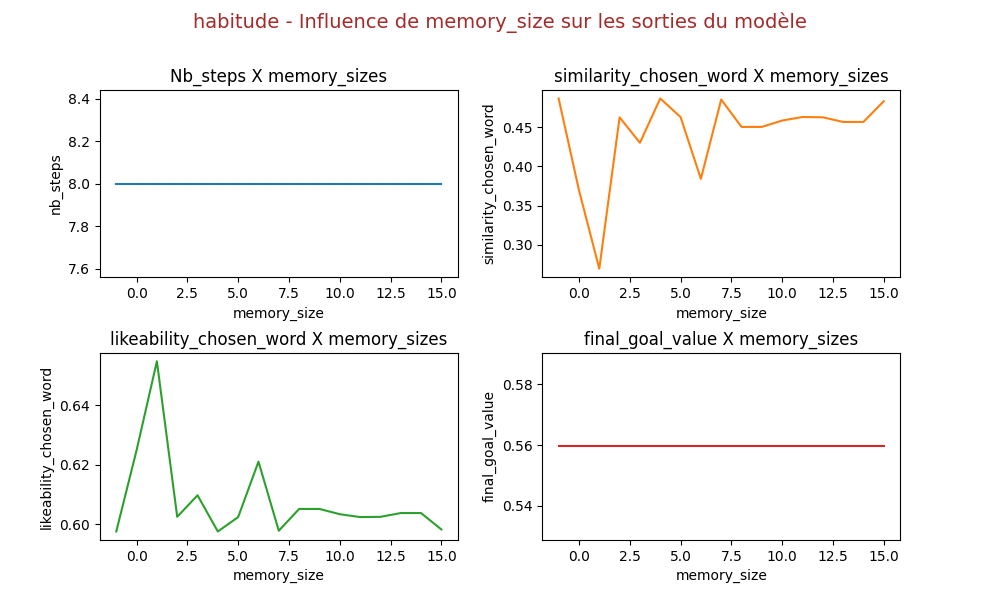 habitude - Influence de memory_size sur les sorties du modèle
Nb_steps X memory_sizes
nb_steps
8.4
8.2
8.0
7.8
7.6
0.0 2.5 5.0 7.5 10.0 12.5 15.0
memory_size
similarity_chosen_word X memory_sizes
similarity_chosen_word
0.45
0.40
0.35
0.30
0.0 2.5 5.0 7.5 10.0 12.5 15.0
memory_size
likeability_chosen_word X memory_sizes
likeability_chosen_word
0.64
0.62
0.60
0.0 2.5 5.0 7.5 10.0 12.5 15.0
memory_size
final_goal_value X memory_sizes
final_goal_value
0.58
0.56
0.54
0.0 2.5 5.0 7.5 10.0 12.5 15.0
memory_size